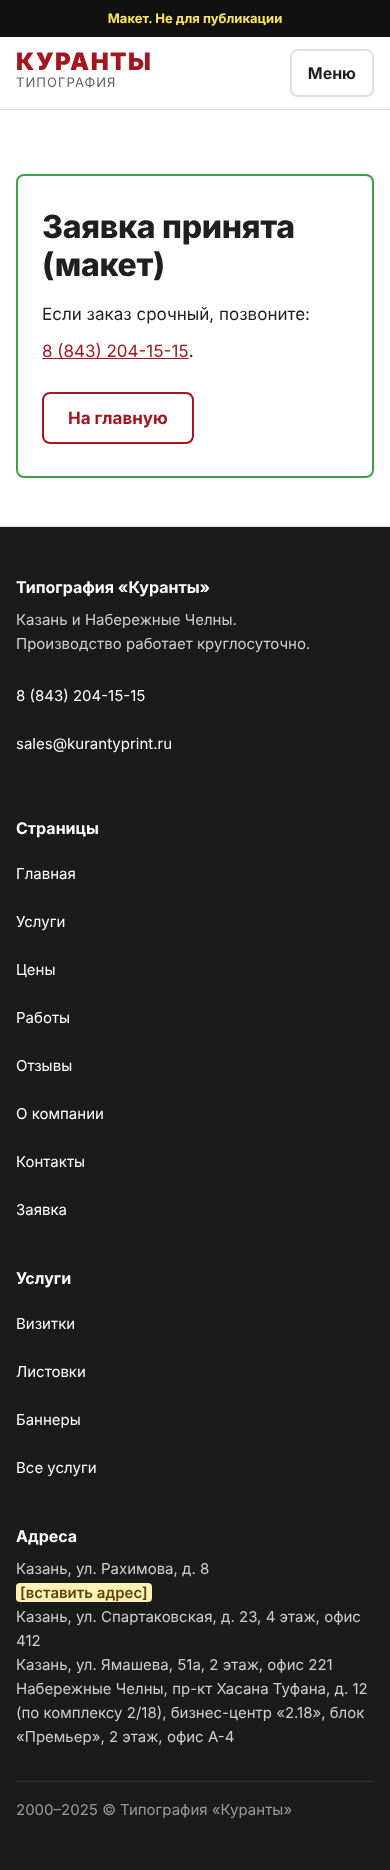 Макет. Не для публикации
КУРАНТЫ
ТИПОГРАФИЯ
Меню
Заявка принята
(макет)
Если заказ срочный, позвоните:
8 (843) 204-15-15.
На главную
Типография «Куранты»
Казань и Набережные Челны.
Производство работает круглосуточно.
8 (843) 204-15-15
sales@kurantyprint.ru
Страницы
Главная
Услуги
Цены
Работы
Отзывы
О компании
Контакты
Заявка
Услуги
Визитки
Листовки
Баннеры
Все услуги
Адреса
Казань, ул. Рахимова, д. 8
[вставить адрес]
Казань, ул. Спартаковская, д. 23, 4 этаж, офис
412
Казань, ул. Ямашева, 51а, 2 этаж, офис 221
Набережные Челны, пр-кт Хасана Туфана, д. 12
(по комплексу 2/18), бизнес-центр «2.18», блок
«Премьер», 2 этаж, офис А-4
2000–2025 © Типография «Куранты»